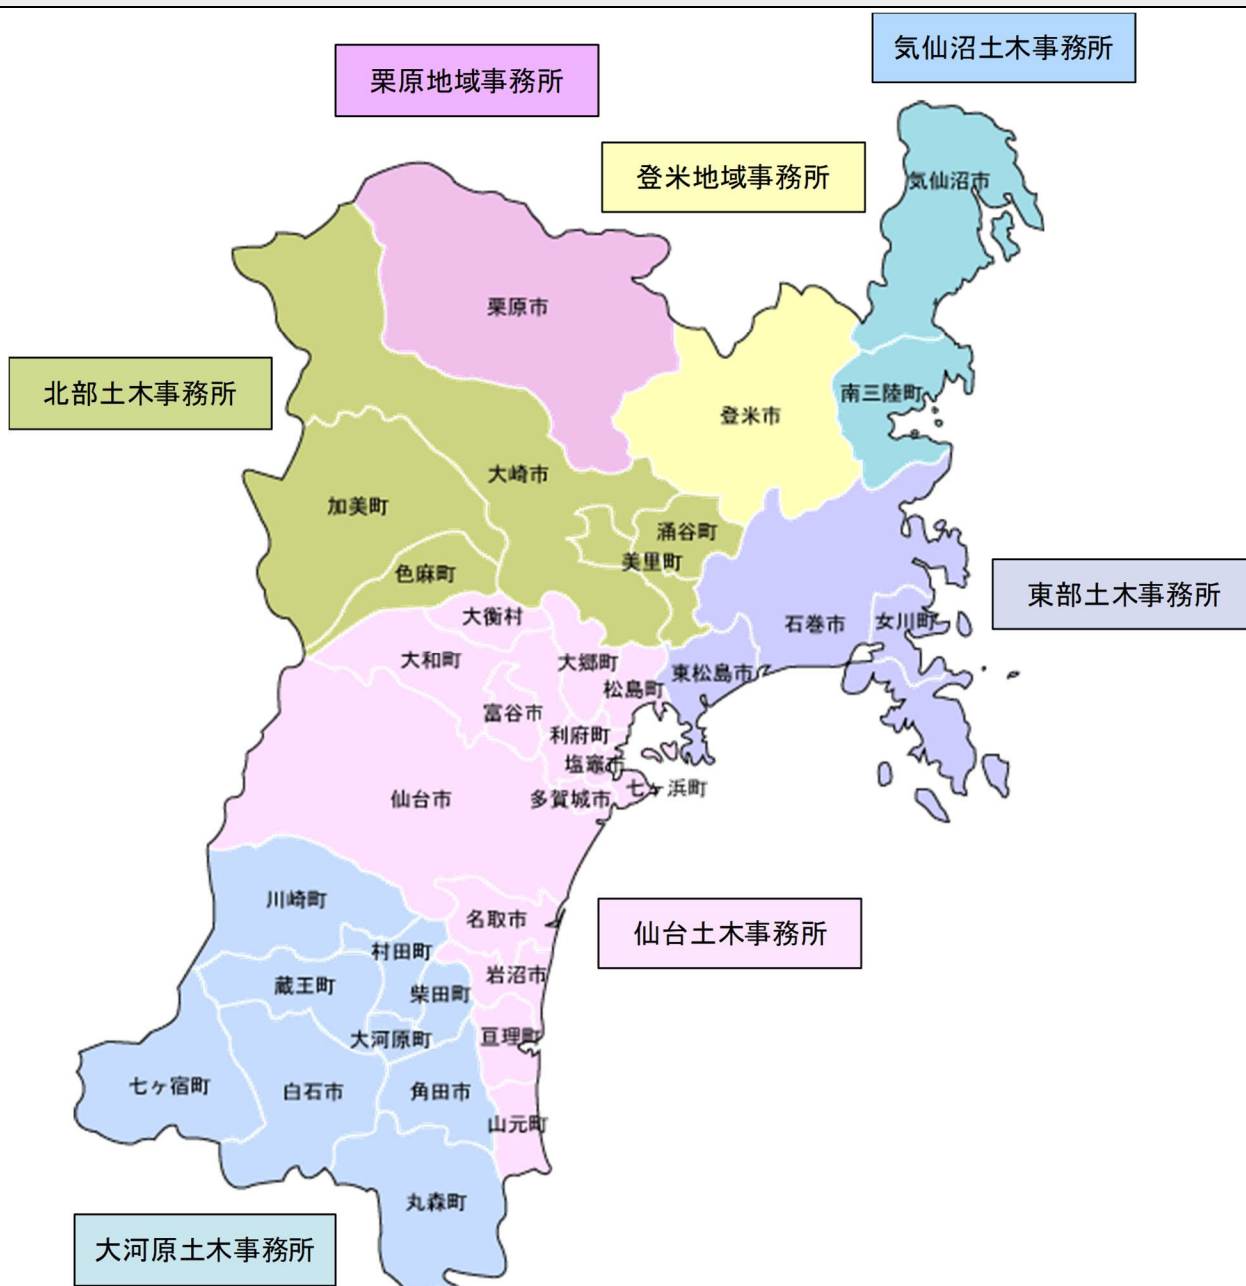 気仙沼土木事務所
栗原地域事務所
登米地域事務所
気仙沼市
栗原市
北部土木事務所
南三陸町
登米市
大崎市
加美町
涌谷町
美里町
色麻町
東部土木事務所
大衡村
石巻市
女川町
大和町
大郷町
東松島市
松島町
富谷市
利府町
塩竈市
七ヶ浜町
仙台市
多賀城市
川崎町
名取市
仙台土木事務所
村田町
岩沼市
蔵王町
柴田町
大河原町
亘理町
七ヶ宿町
白石市
角田市
山元町
丸森町
大河原土木事務所